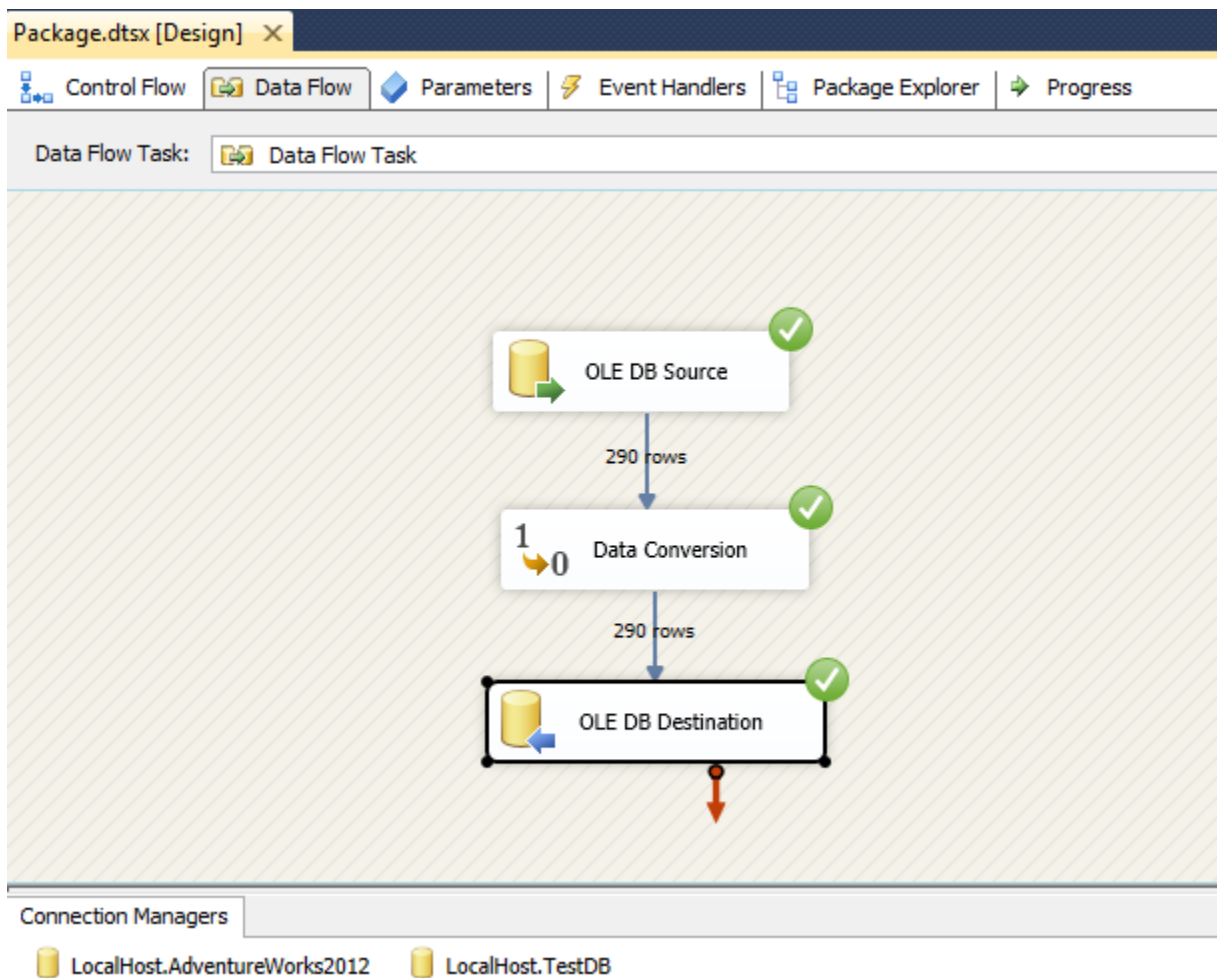 Package.dtsx [Design]
Control Flow Data Flow Parameters Event Handlers Package Explorer Progress
Data Flow Task: Data Flow Task
OLE DB Source
290 rows
1
0
Data Conversion
290 rows
OLE DB Destination
Connection Managers
LocalHost.AdventureWorks2012 LocalHost.TestDB